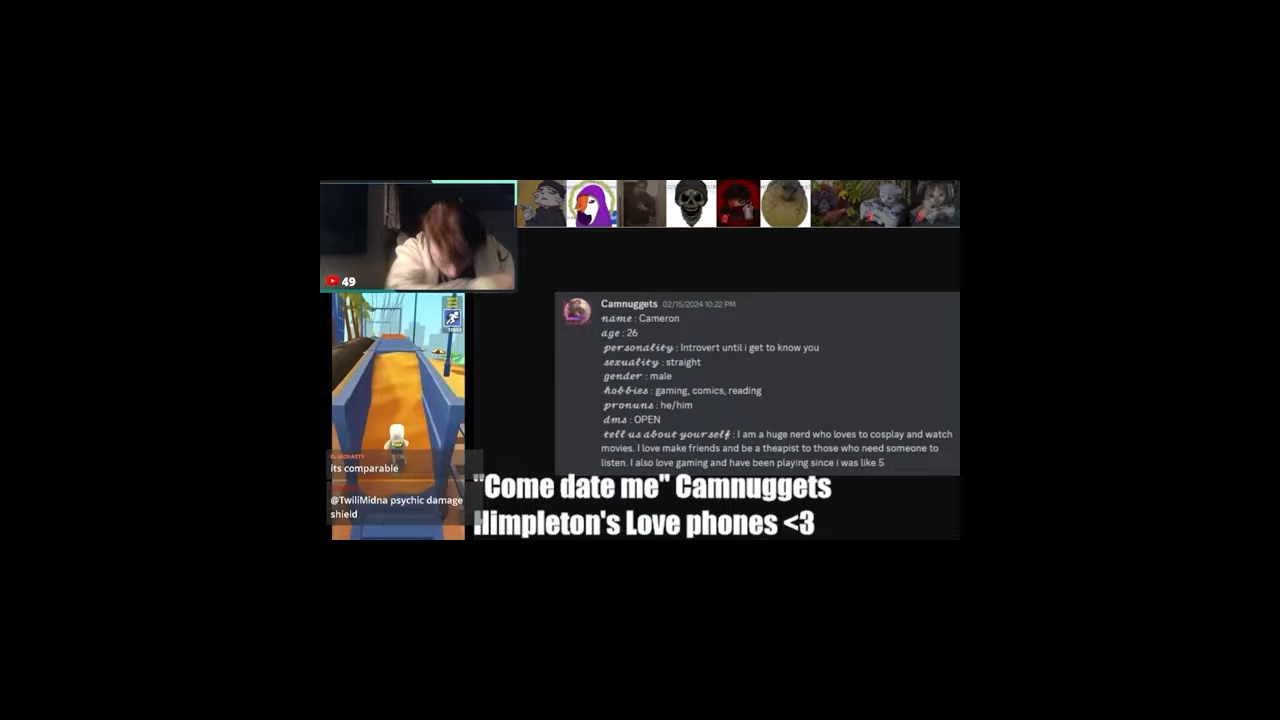 49
Camnuggets 02/15/2024 10:22 PM
name : Cameron
age : 26
personality : Introvert until i get to know you
sexuality : straight
gender : male
hobbies : gaming, comics, reading
pronuns : he/him
dms : OPEN
tell us about yourself : I am a huge nerd who loves to cosplay and watch
movies. I love make friends and be a theapist to those who need someone to
listen. I also love gaming and have been playing since i was like 5
its comparable
@TwiliMidna psychic damage
shield
"Come date me" Camnuggets
Himpleton's Love phones <3